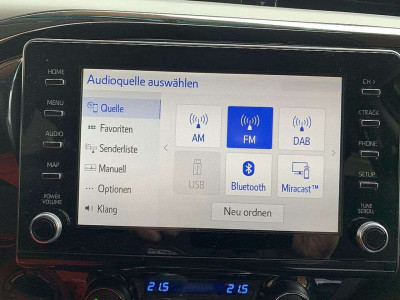 Audioquelle auswählen
HOME
MENU
AUDIO
MAP
POWER
VOLUME
Quelle
Favoriten
Senderliste
Manuell
Optionen
Klang
AM
FM
DAB
USB
Bluetooth
Miracast™
Neu ordnen
CH >
< TRACK
PHONE
SETUP
TUNE
SCROLL
21.5
21.5